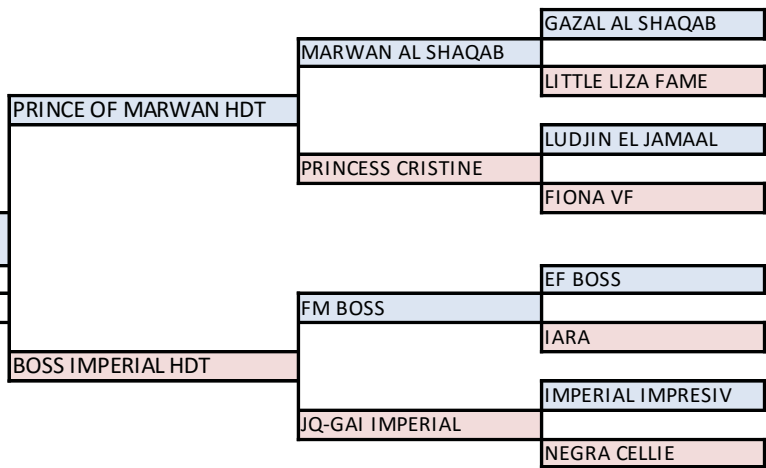 GAZAL AL SHAQAB
MARWAN AL SHAQAB
LITTLE LIZA FAME
PRINCE OF MARWAN HDT
LUDJIN EL JAMAAL
PRINCESS CRISTINE
FIONA VF
EF BOSS
FM BOSS
IARA
BOSS IMPERIAL HDT
IMPERIAL IMPRESIV
JQ-GAI IMPERIAL
NEGRA CELLIE